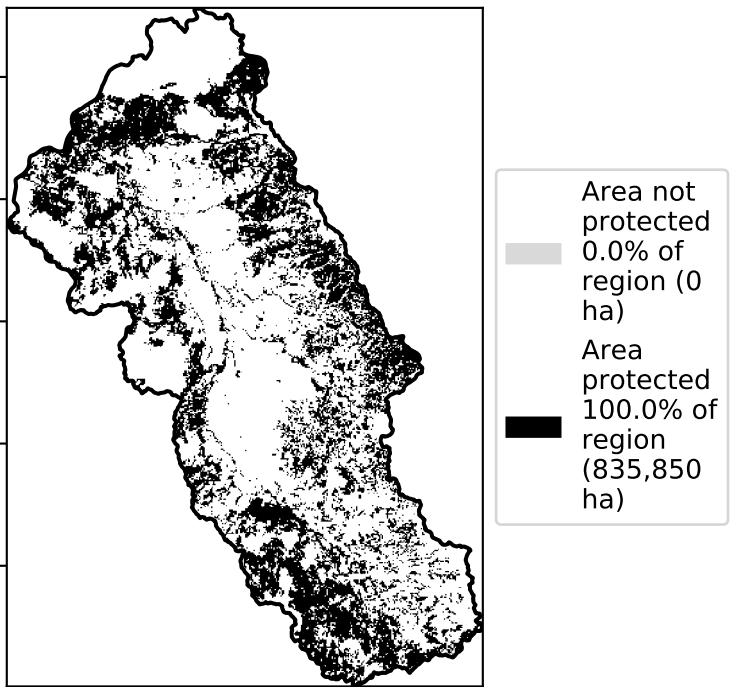 Area not
protected
0.0% of
region (0
ha)
Area
protected
100.0% of
region
(835,850
ha)